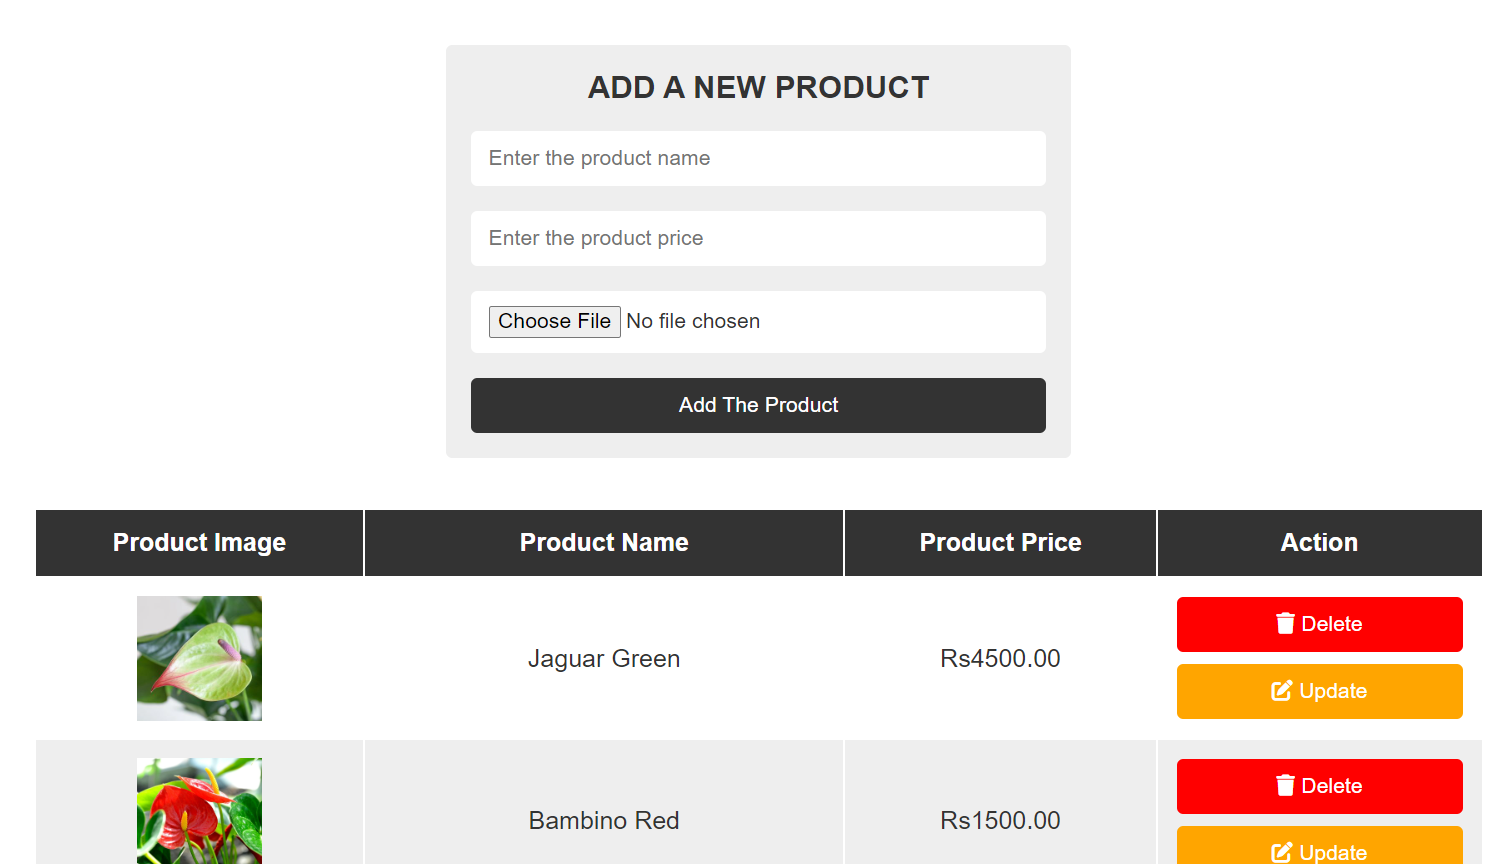 ADD A NEW PRODUCT
Enter the product name
Enter the product price
Choose File No file chosen
Add The Product
Product Image Product Name Product Price Action
Delete
Jaguar Green Rs4500.00
Update
Delete
Bambino Red Rs1500.00
Update